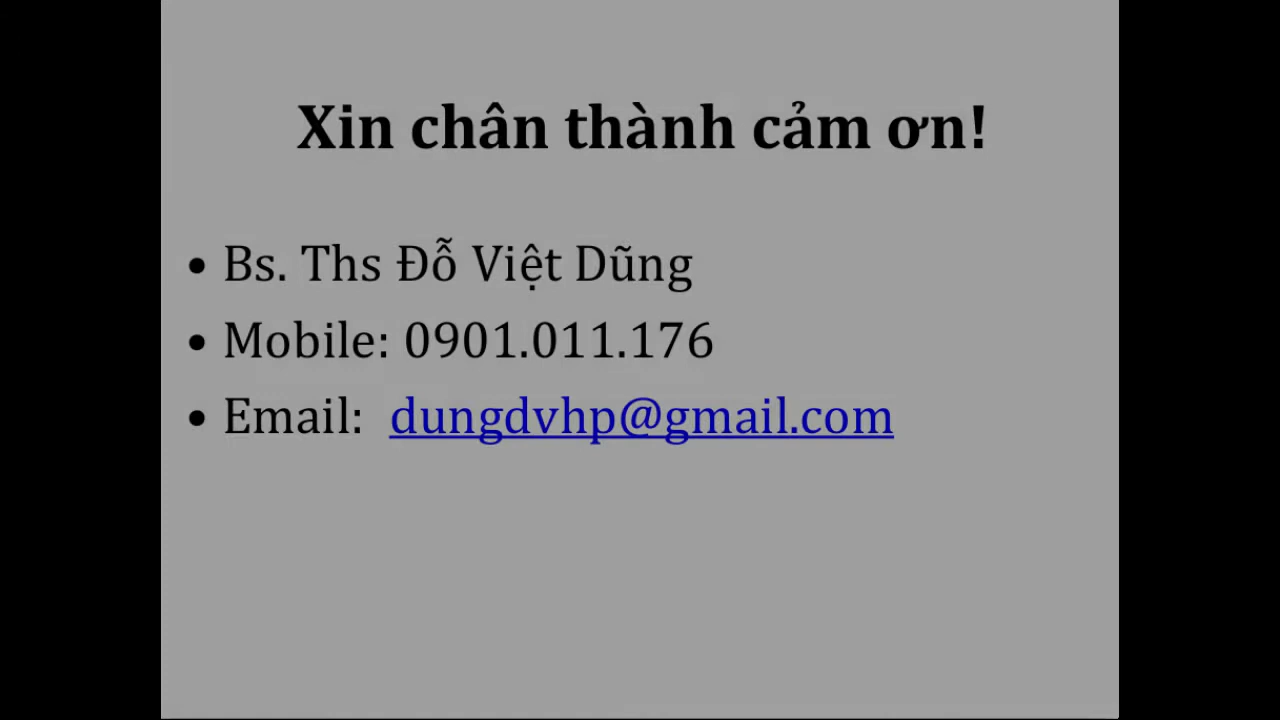 Xin chân thành cảm ơn!
• Bs. Ths Đỗ Việt Dũng
• Mobile: 0901.011.176
• Email: dungdvhp@gmail.com